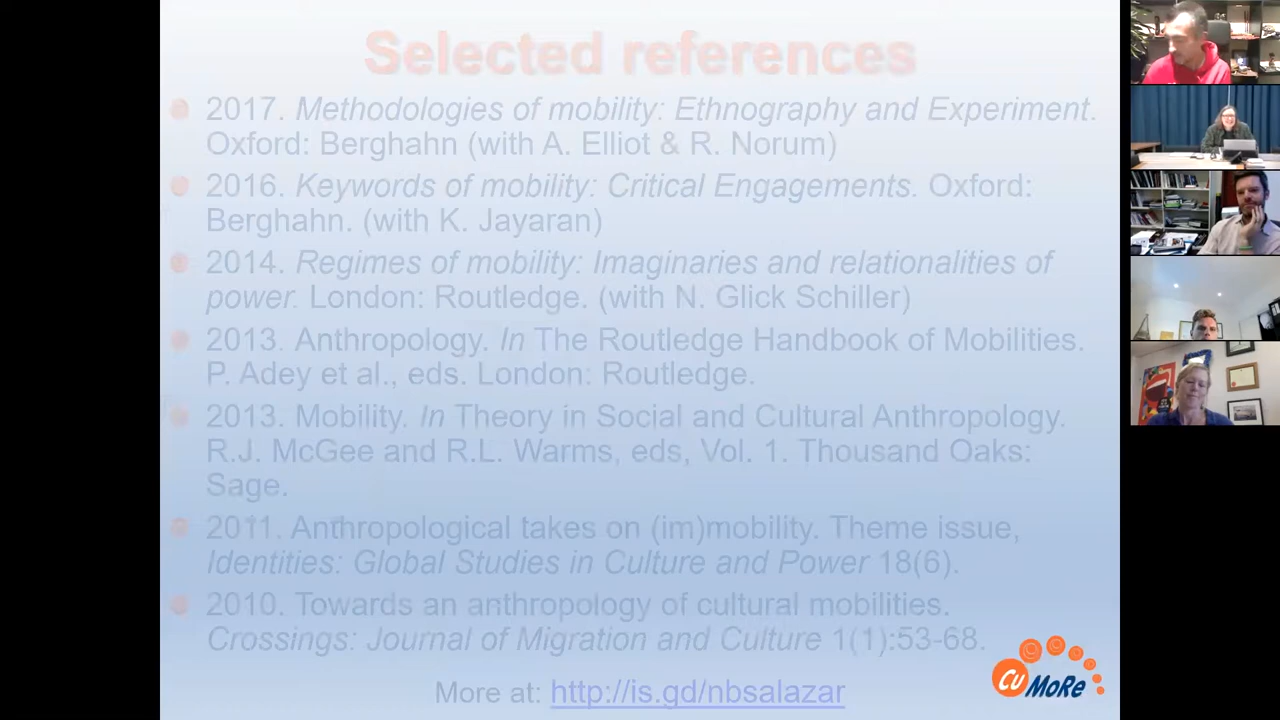 Selected references
2017. Methodologies of mobility: Ethnography and Experiment.
Oxford: Berghahn (with A. Elliot & R. Norum)
2016. Keywords of mobility: Critical Engagements. Oxford:
Berghahn. (with K. Jayaran)
2014. Regimes of mobility: Imaginaries and relationalities of
power. London: Routledge. (with N. Glick Schiller)
2013. Anthropology. In The Routledge Handbook of Mobilities.
P. Adey et al., eds. London: Routledge.
2013. Mobility. In Theory in Social and Cultural Anthropology.
R.J. McGee and R.L. Warms, eds, Vol. 1. Thousand Oaks:
Sage.
2011. Anthropological takes on (im)mobility. Theme issue,
Identities: Global Studies in Culture and Power 18(6).
2010. Towards an anthropology of cultural mobilities.
Crossings: Journal of Migration and Culture 1(1):53-68.
More at: http://is.gd/nbsalazar
CuMoRe